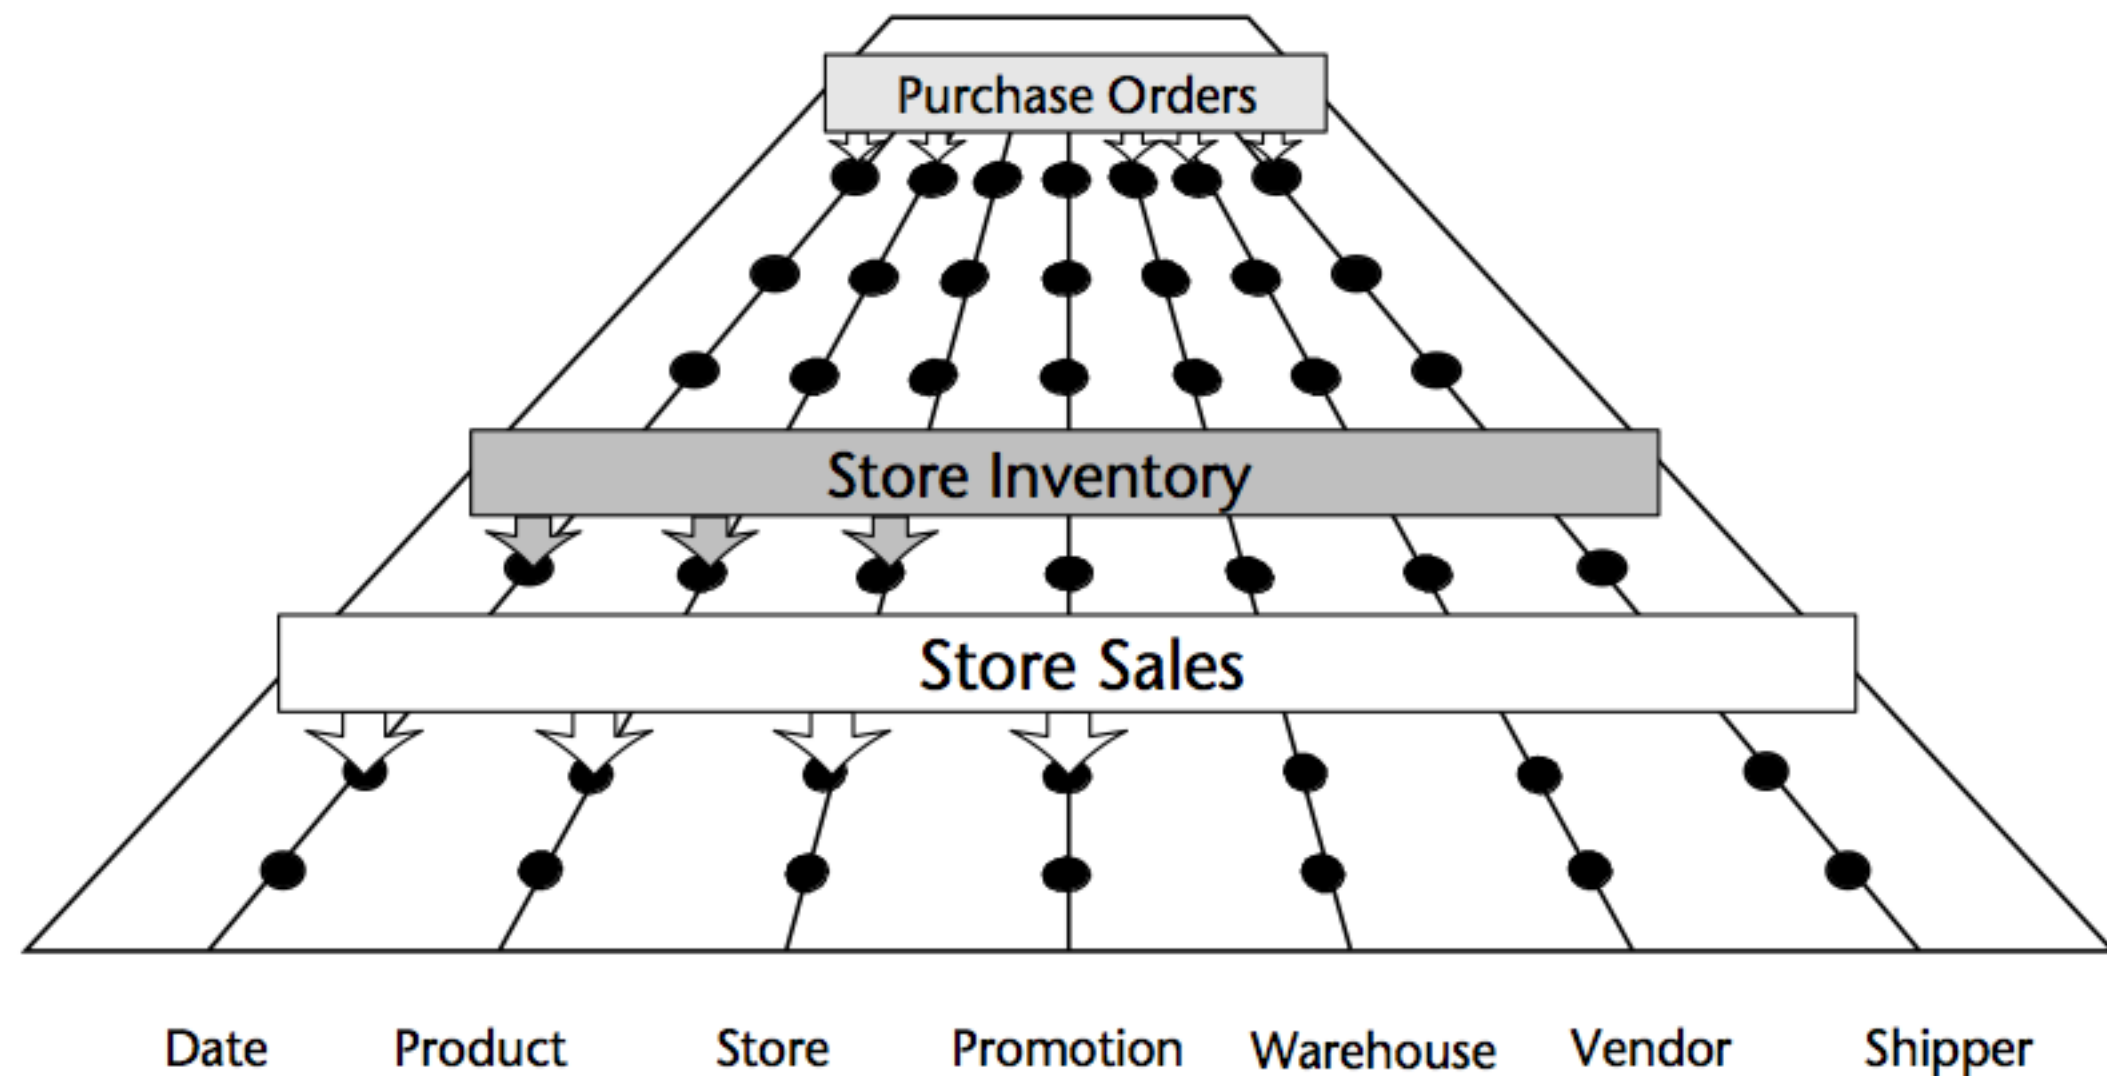 Purchase Orders
Store Inventory
Store Sales
Date Product Store Promotion Warehouse Vendor Shipper